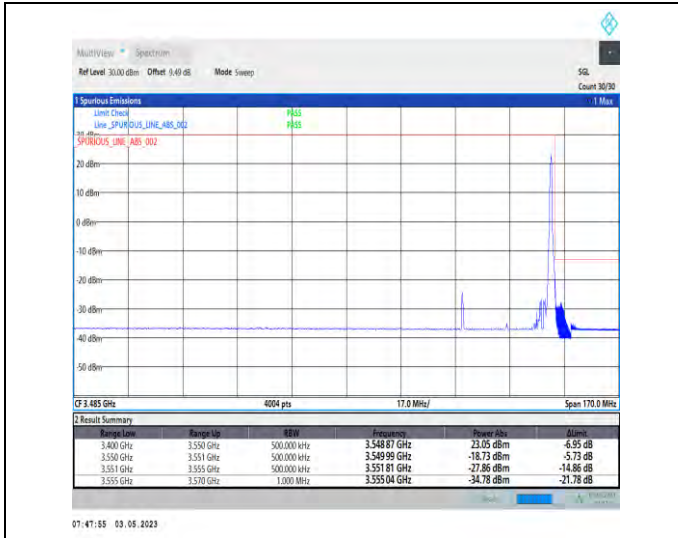 MultiView Spectrum
Ref Level 30.00 dBm Offset 9.49 dB Mode Sweep SGL
Count 30/30
1 Spurious Emissions 1 Max
Limit Check PASS
Line _SPURIOUS_LINE_ABS_002 PASS
30 dBm
_SPURIOUS_LINE_ABS_002
20 dBm
10 dBm
0 dBm
-10 dBm
-20 dBm
-30 dBm
-40 dBm
-50 dBm
CF 3.485 GHz 4004 pts 17.0 MHz/ Span 170.0 MHz
2 Result Summary
Range Low Range Up RBW Frequency Power Abs ΔLimit
3.400 GHz 3.550 GHz 500.000 kHz 3.548 87 GHz 23.05 dBm -6.95 dB
3.550 GHz 3.551 GHz 500.000 kHz 3.549 99 GHz -18.73 dBm -5.73 dB
3.551 GHz 3.555 GHz 500.000 kHz 3.551 81 GHz -27.86 dBm -14.86 dB
3.555 GHz 3.570 GHz 1.000 MHz 3.555 04 GHz -34.78 dBm -21.78 dB
07:47:55 03.05.2023